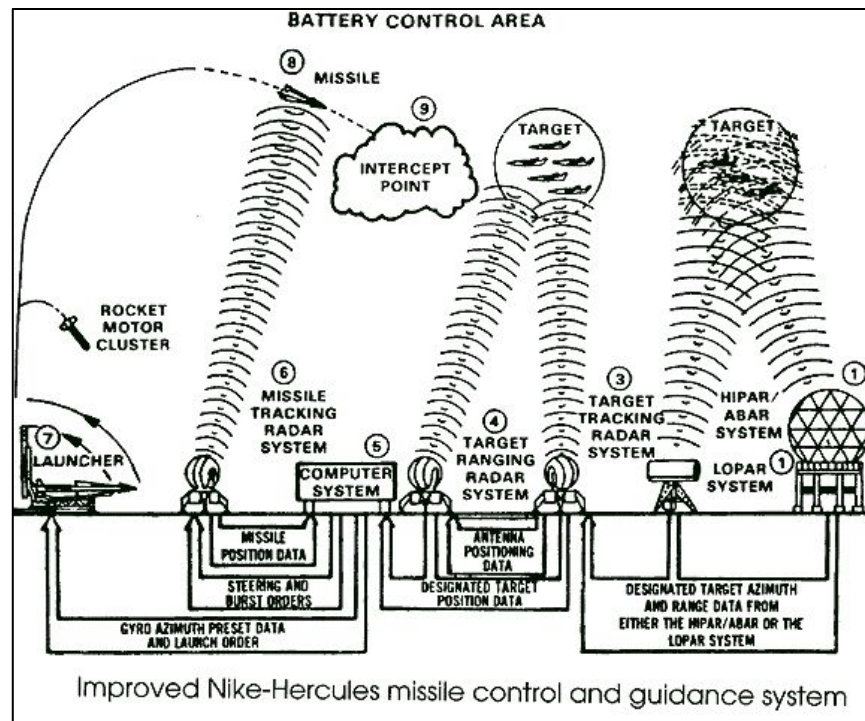 BATTERY CONTROL AREA
8
MISSILE
9
INTERCEPT
POINT
TARGET
TARGET
ROCKET
MOTOR
CLUSTER
6
MISSILE
TRACKING
RADAR
SYSTEM
7
LAUNCHER
5
COMPUTER
SYSTEM
4
TARGET
RANGING
RADAR
SYSTEM
3
TARGET
TRACKING
RADAR
SYSTEM
1
HIPAR/
ABAR
SYSTEM
LOPAR
SYSTEM
1
MISSILE
POSITION DATA
STEERING AND
BURST ORDERS
GYRO AZIMUTH PRESET DATA
AND LAUNCH ORDER
ANTENNA
POSITIONING
DATA
DESIGNATED TARGET
POSITION DATA
DESIGNATED TARGET AZIMUTH
AND RANGE DATA FROM
EITHER THE HIPAR/ABAR OR THE
LOPAR SYSTEM
Improved Nike-Hercules missile control and guidance system